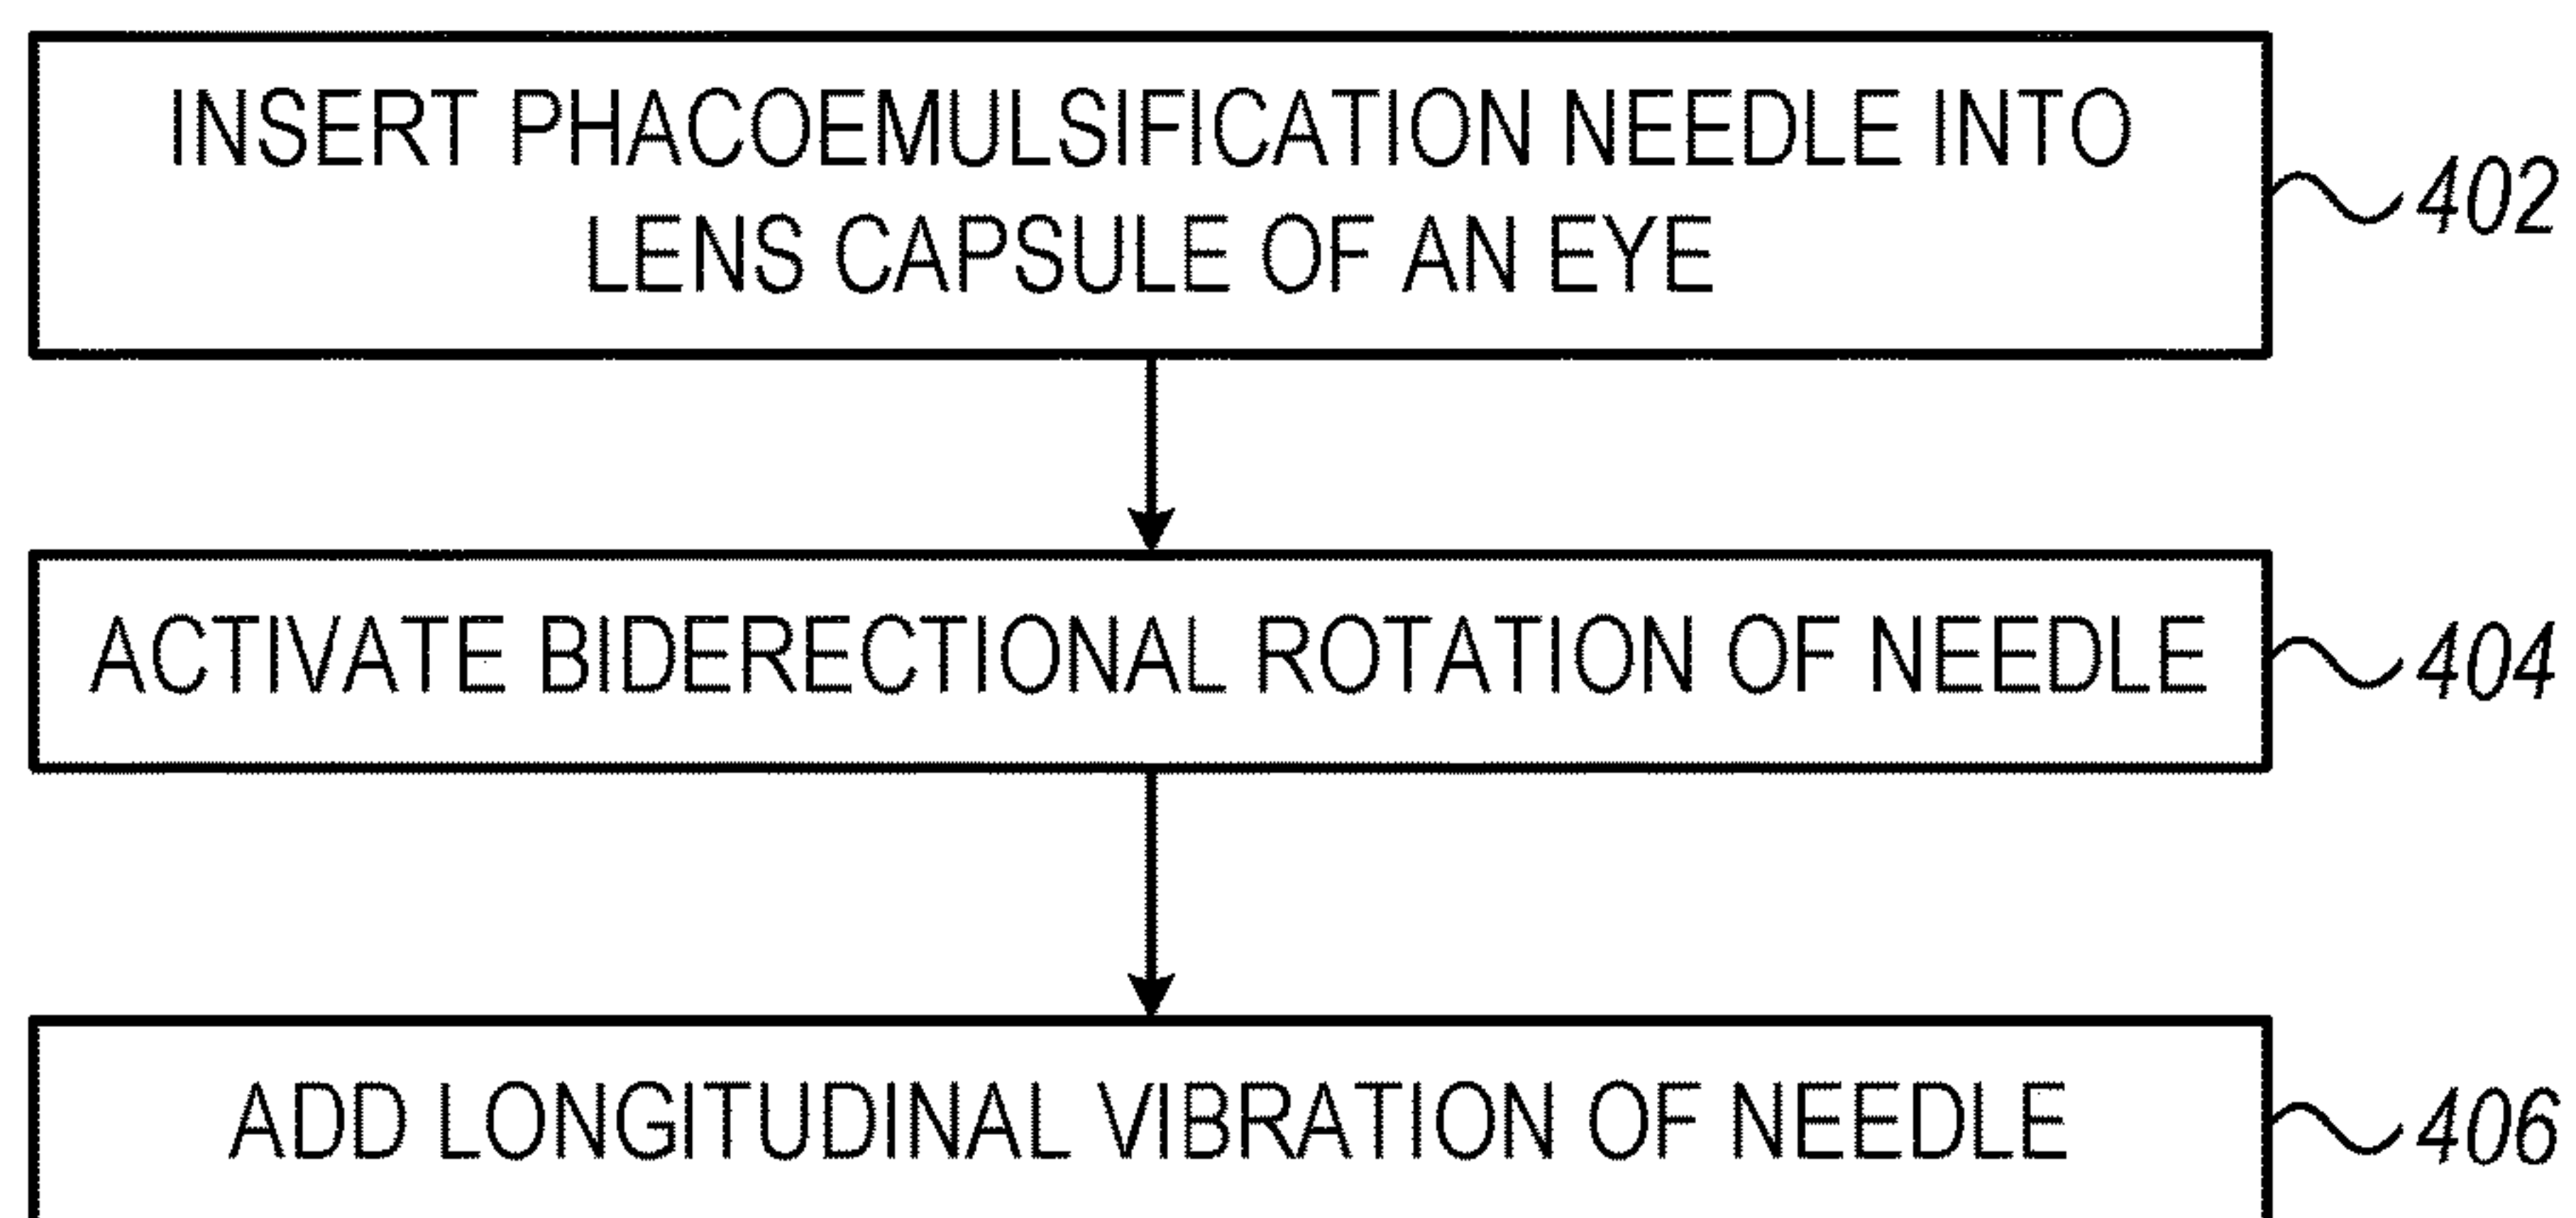 INSERT PHACOEMULSIFICATION NEEDLE INTO
LENS CAPSULE OF AN EYE
402
ACTIVATE BIDERECTIONAL ROTATION OF NEEDLE
404
ADD LONGITUDINAL VIBRATION OF NEEDLE
406